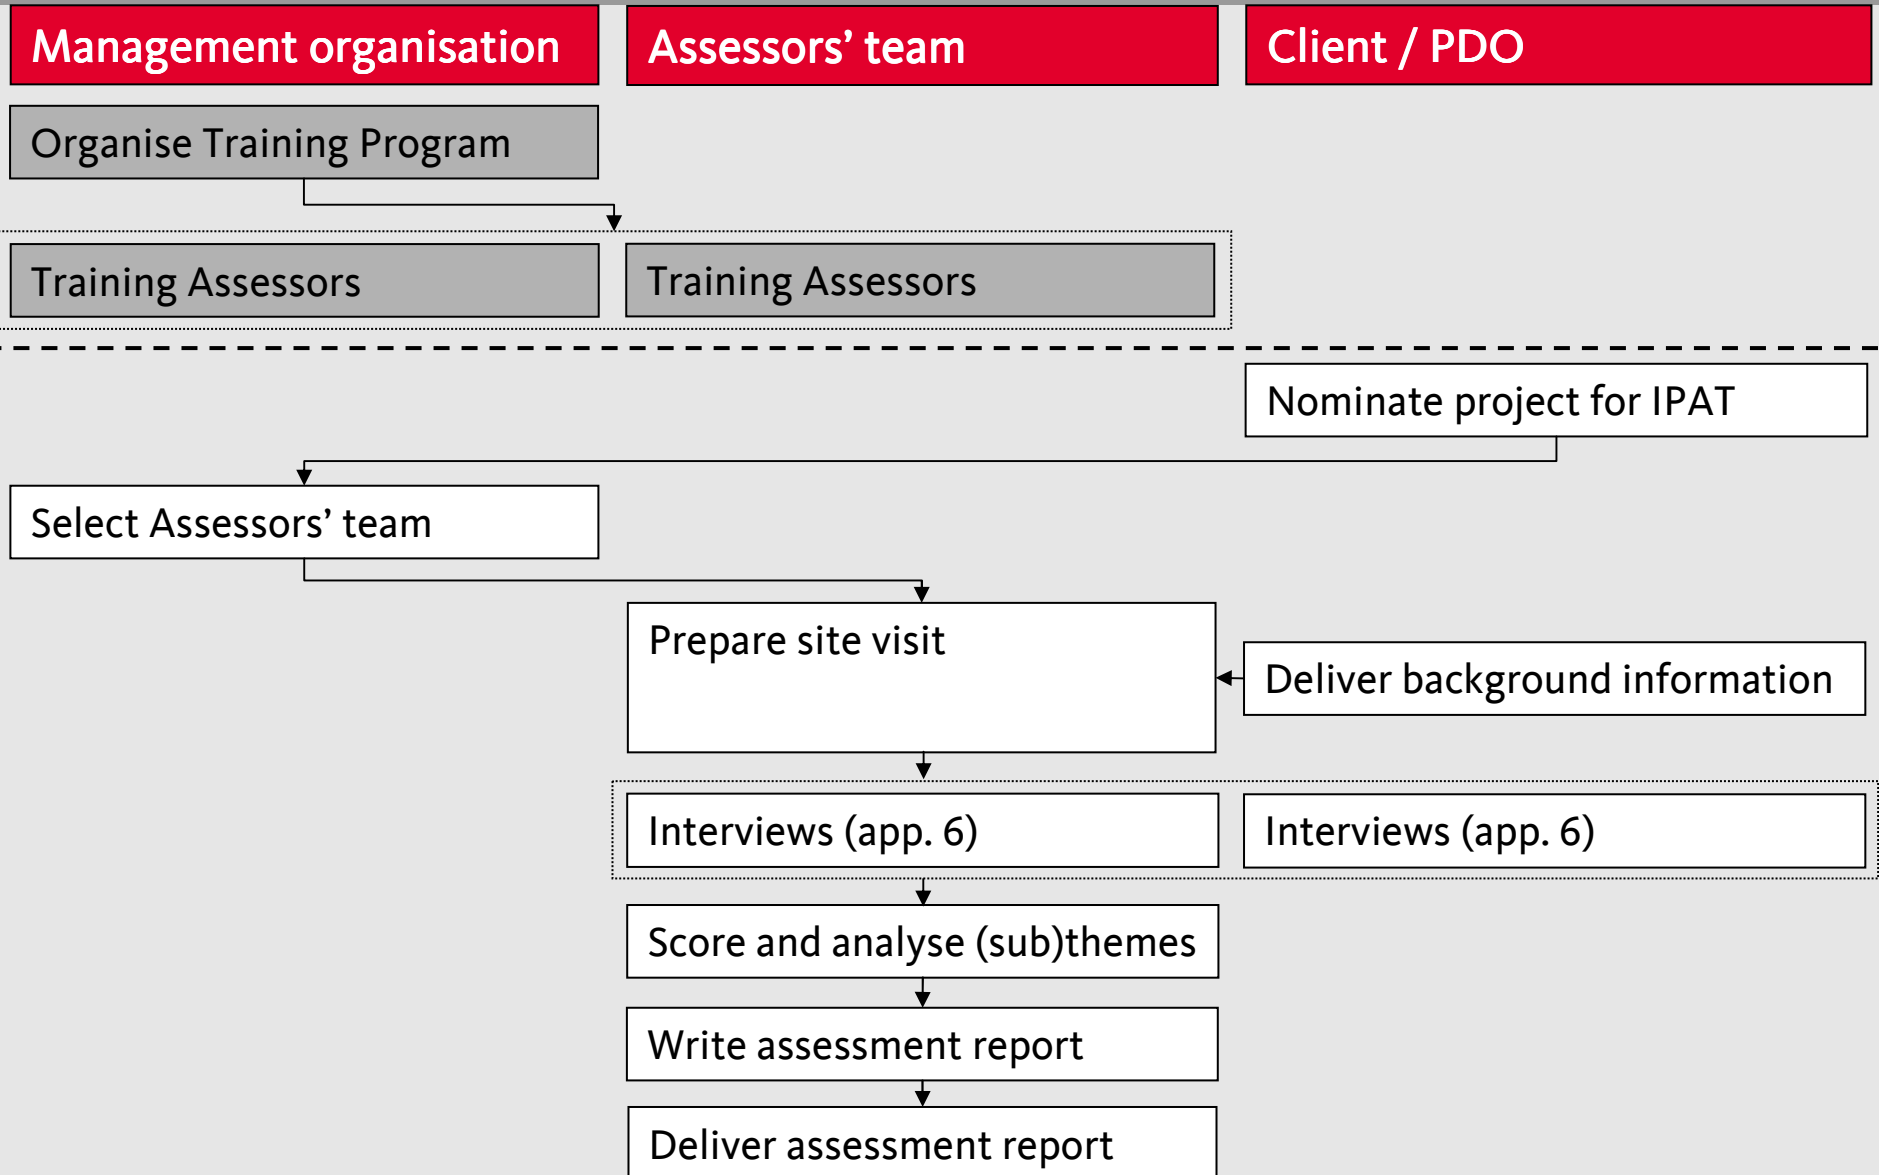 Management organisation
Assessors’ team
Client / PDO
Organise Training Program
Training Assessors
Training Assessors
Nominate project for IPAT
Select Assessors’ team
Prepare site visit
Deliver background information
Interviews (app. 6)
Interviews (app. 6)
Score and analyse (sub)themes
Write assessment report
Deliver assessment report